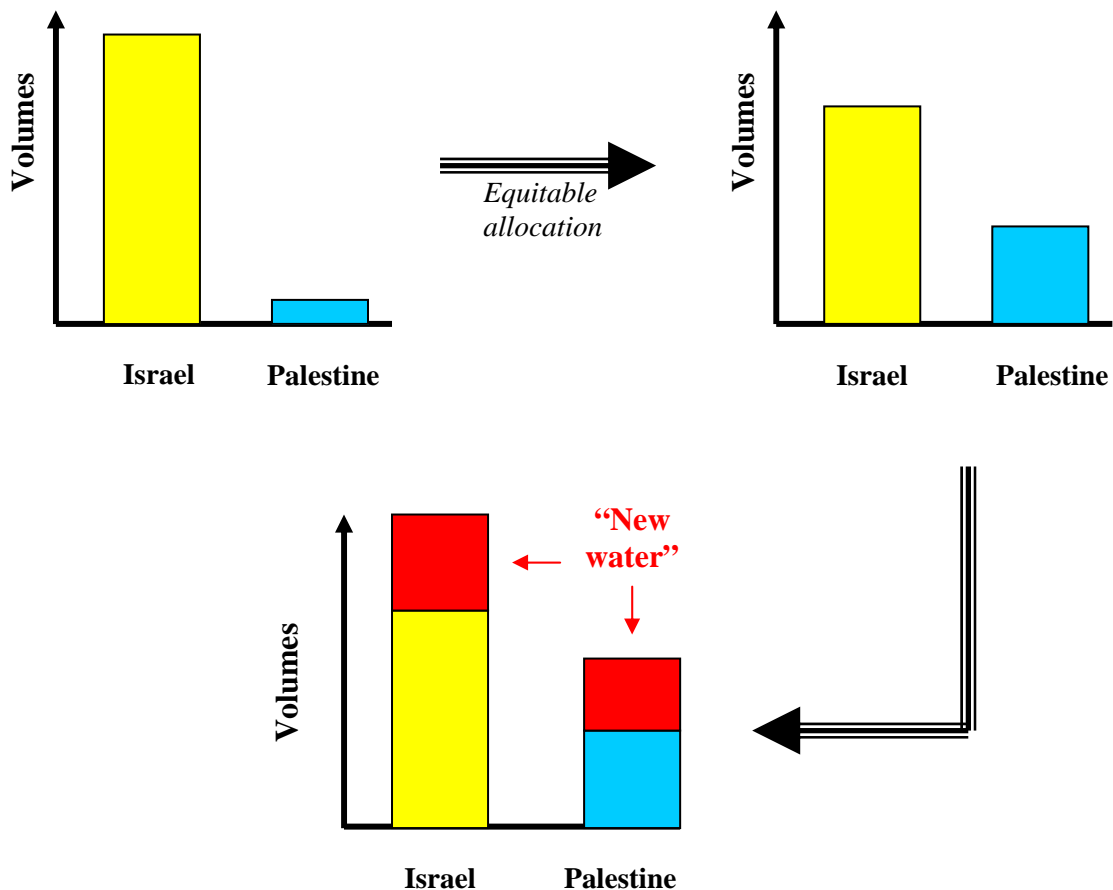 Volumes
Israel
Palestine
Equitable
allocation
Volumes
Israel
Palestine
“New
water”
Volumes
Israel
Palestine